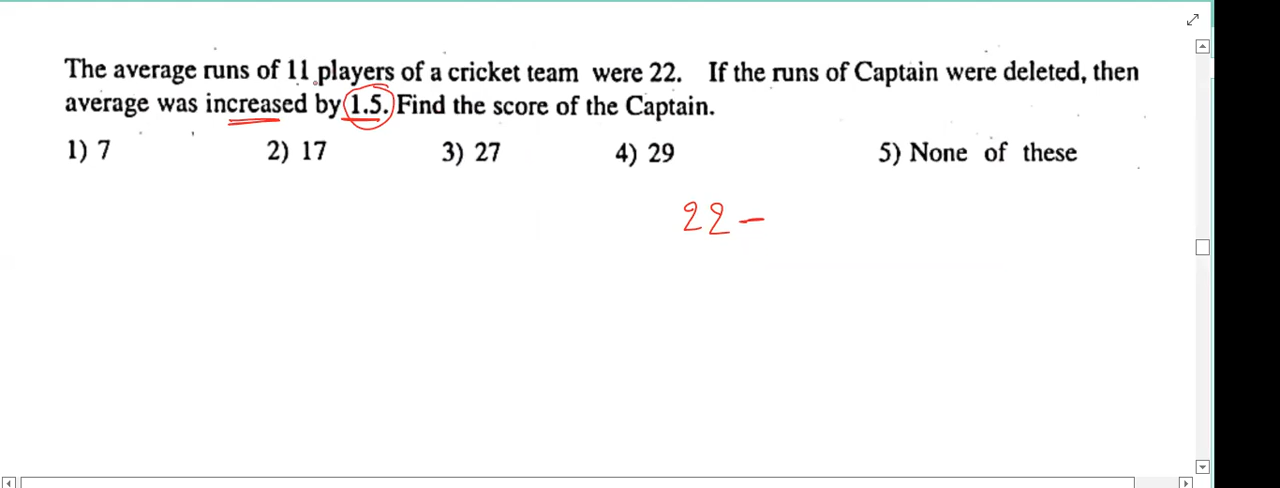 The average runs of 11 players of a cricket team were 22. If the runs of Captain were deleted, then
average was increased by 1.5. Find the score of the Captain.
1) 7 2) 17 3) 27 4) 29 5) None of these
22 -